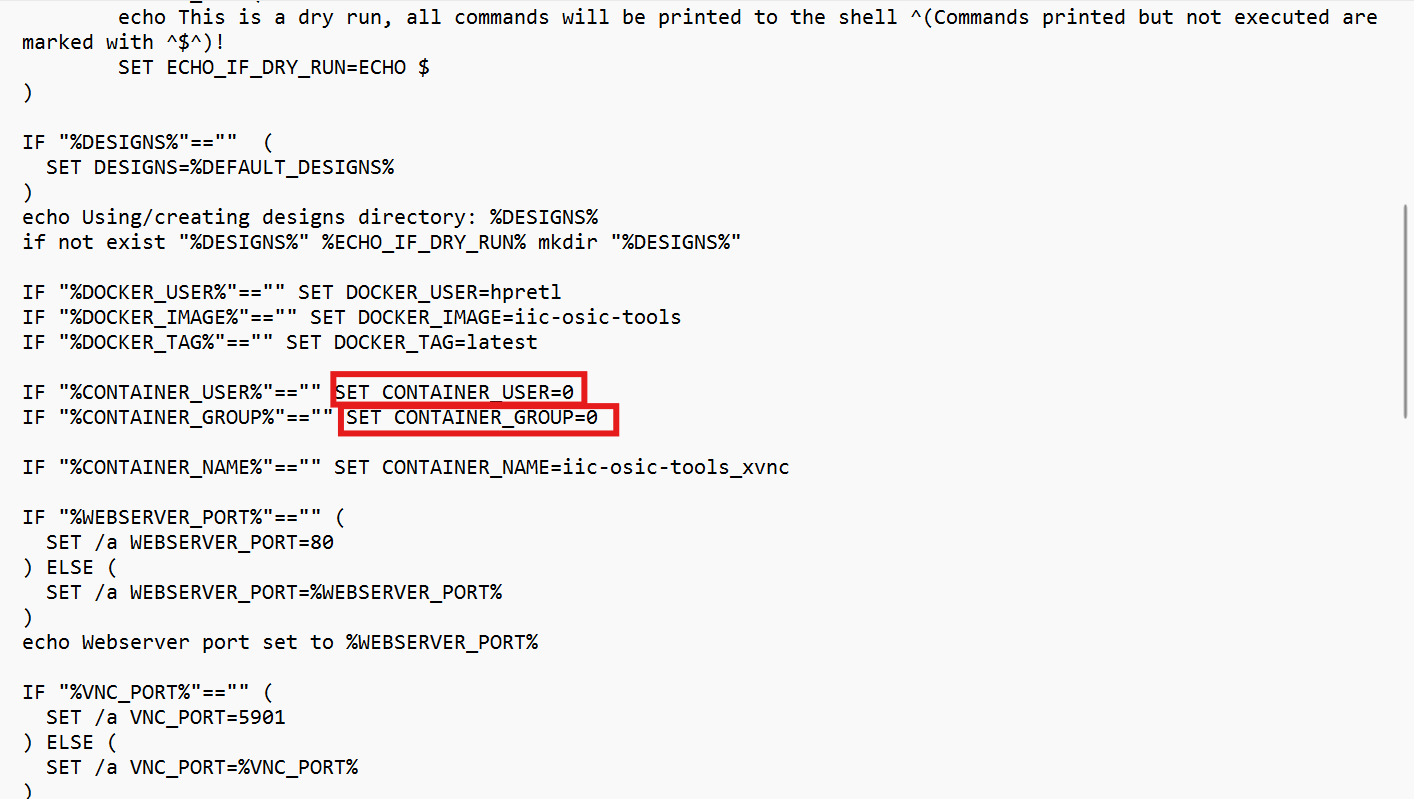 echo This is a dry run, all commands will be printed to the shell ^(Commands printed but not executed are
marked with ^$^)!
        SET ECHO_IF_DRY_RUN=ECHO $
)

IF "%DESIGNS%"==""  (
  SET DESIGNS=%DEFAULT_DESIGNS%
)
echo Using/creating designs directory: %DESIGNS%
if not exist "%DESIGNS%" %ECHO_IF_DRY_RUN% mkdir "%DESIGNS%"

IF "%DOCKER_USER%"=="" SET DOCKER_USER=hpretl
IF "%DOCKER_IMAGE%"=="" SET DOCKER_IMAGE=iic-osic-tools
IF "%DOCKER_TAG%"=="" SET DOCKER_TAG=latest

IF "%CONTAINER_USER%"=="" SET CONTAINER_USER=0
IF "%CONTAINER_GROUP%"=="" SET CONTAINER_GROUP=0

IF "%CONTAINER_NAME%"=="" SET CONTAINER_NAME=iic-osic-tools_xvnc

IF "%WEBSERVER_PORT%"=="" (
  SET /a WEBSERVER_PORT=80
) ELSE (
  SET /a WEBSERVER_PORT=%WEBSERVER_PORT%
)
echo Webserver port set to %WEBSERVER_PORT%

IF "%VNC_PORT%"=="" (
  SET /a VNC_PORT=5901
) ELSE (
  SET /a VNC_PORT=%VNC_PORT%
)